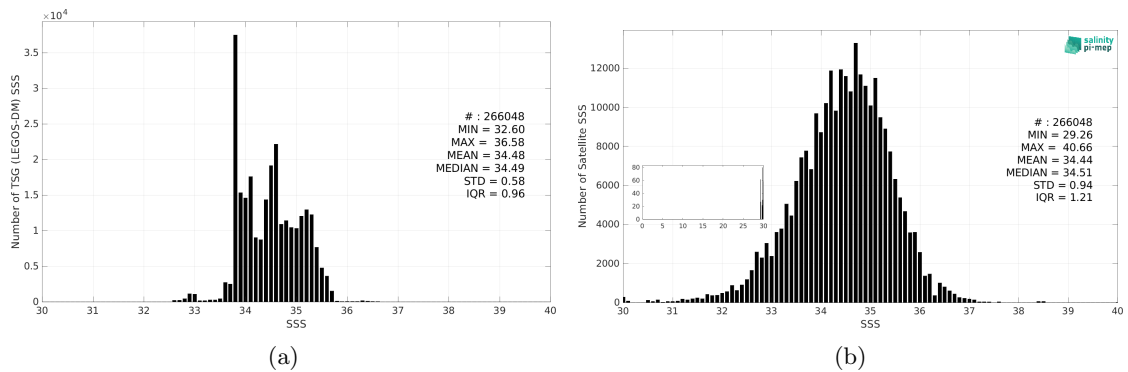 ×10⁴
3.5
3
2.5
2
1.5
1
0.5
0
Number of TSG (LEGOS-DM) SSS
# : 266048
MIN = 32.60
MAX = 36.58
MEAN = 34.48
MEDIAN = 34.49
STD = 0.58
IQR = 0.96
30 31 32 33 34 35 36 37 38 39 40
SSS
(a)
salinity
pi-mep
12000
10000
8000
6000
4000
2000
0
Number of Satellite SSS
# : 266048
MIN = 29.26
MAX = 40.66
MEAN = 34.44
MEDIAN = 34.51
STD = 0.94
IQR = 1.21
80
60
40
20
0
0 5 10 15 20 25 30
30 31 32 33 34 35 36 37 38 39 40
SSS
(b)